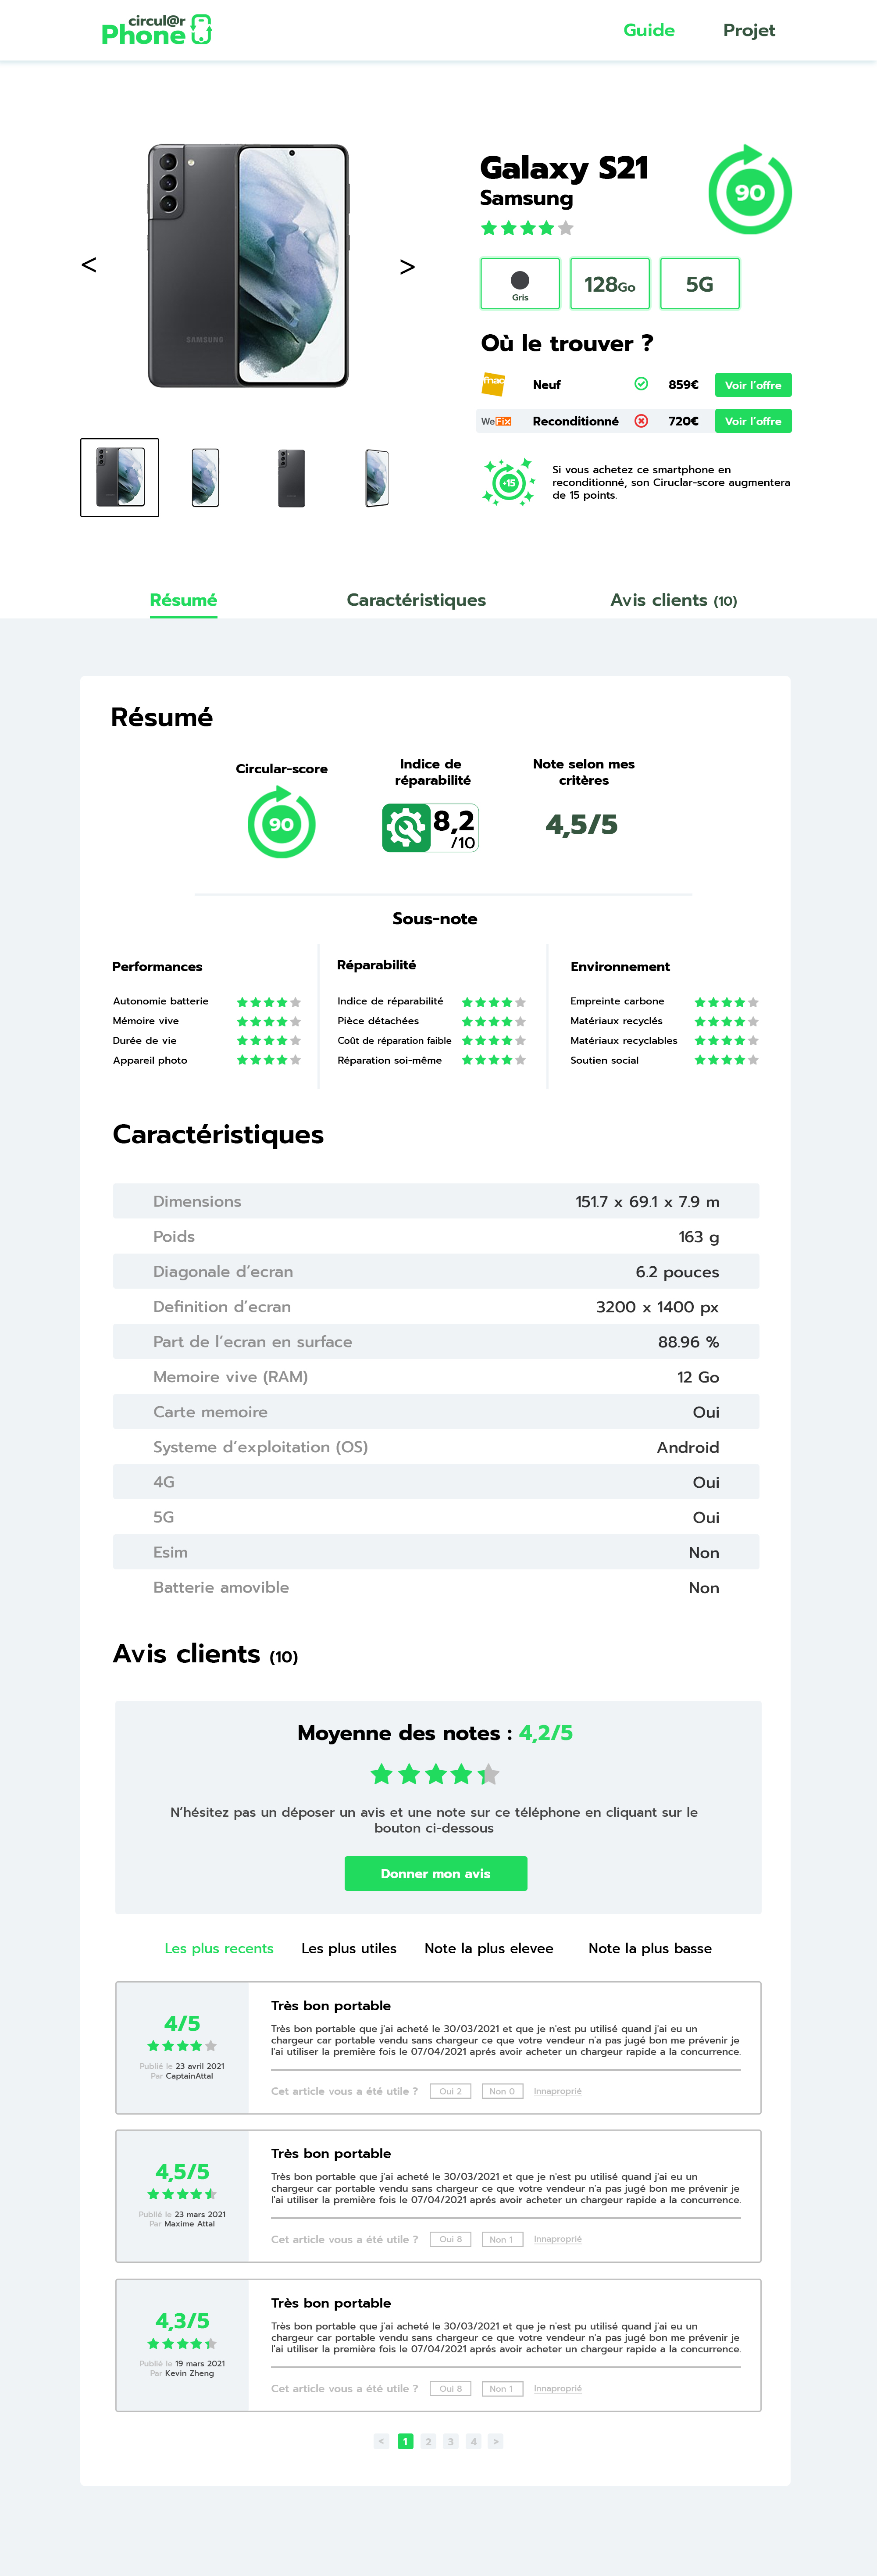 circul@r
Phone
Guide
Projet
Galaxy S21
Samsung
90
<
>
SAMSUNG
Gris
128Go
5G
Où le trouver ?
fnac
Neuf
859€
Voir l'offre
WeFix
Reconditionné
720€
Voir l'offre
+15
Si vous achetez ce smartphone en
reconditionné, son Ciruclar-score augmentera
de 15 points.
Résumé
Caractéristiques
Avis clients (10)
Résumé
Circular-score
90
Indice de
réparabilité
8,2
/10
Note selon mes
critères
4,5/5
Sous-note
Performances
Autonomie batterie
Mémoire vive
Durée de vie
Appareil photo
Réparabilité
Indice de réparabilité
Pièce détachées
Coût de réparation faible
Réparation soi-même
Environnement
Empreinte carbone
Matériaux recyclés
Matériaux recyclables
Soutien social
Caractéristiques
Dimensions 151.7 x 69.1 x 7.9 m
Poids 163 g
Diagonale d'ecran 6.2 pouces
Definition d'ecran 3200 x 1400 px
Part de l'ecran en surface 88.96 %
Memoire vive (RAM) 12 Go
Carte memoire Oui
Systeme d'exploitation (OS) Android
4G Oui
5G Oui
Esim Non
Batterie amovible Non
Avis clients (10)
Moyenne des notes : 4,2/5
N'hésitez pas un déposer un avis et une note sur ce téléphone en cliquant sur le
bouton ci-dessous
Donner mon avis
Les plus recents
Les plus utiles
Note la plus elevee
Note la plus basse
4/5
Publié le 23 avril 2021
Par CaptainAttal
Très bon portable
Très bon portable que j'ai acheté le 30/03/2021 et que je n'est pu utilisé quand j'ai eu un
chargeur car portable vendu sans chargeur ce que votre vendeur n'a pas jugé bon me prévenir je
l'ai utiliser la première fois le 07/04/2021 aprés avoir acheter un chargeur rapide a la concurrence.
Cet article vous a été utile ?
Oui 2
Non 0
Innaproprié
4,5/5
Publié le 23 mars 2021
Par Maxime Attal
Très bon portable
Très bon portable que j'ai acheté le 30/03/2021 et que je n'est pu utilisé quand j'ai eu un
chargeur car portable vendu sans chargeur ce que votre vendeur n'a pas jugé bon me prévenir je
l'ai utiliser la première fois le 07/04/2021 aprés avoir acheter un chargeur rapide a la concurrence.
Cet article vous a été utile ?
Oui 8
Non 1
Innaproprié
4,3/5
Publié le 19 mars 2021
Par Kevin Zheng
Très bon portable
Très bon portable que j'ai acheté le 30/03/2021 et que je n'est pu utilisé quand j'ai eu un
chargeur car portable vendu sans chargeur ce que votre vendeur n'a pas jugé bon me prévenir je
l'ai utiliser la première fois le 07/04/2021 aprés avoir acheter un chargeur rapide a la concurrence.
Cet article vous a été utile ?
Oui 8
Non 1
Innaproprié
< 1 2 3 4 >